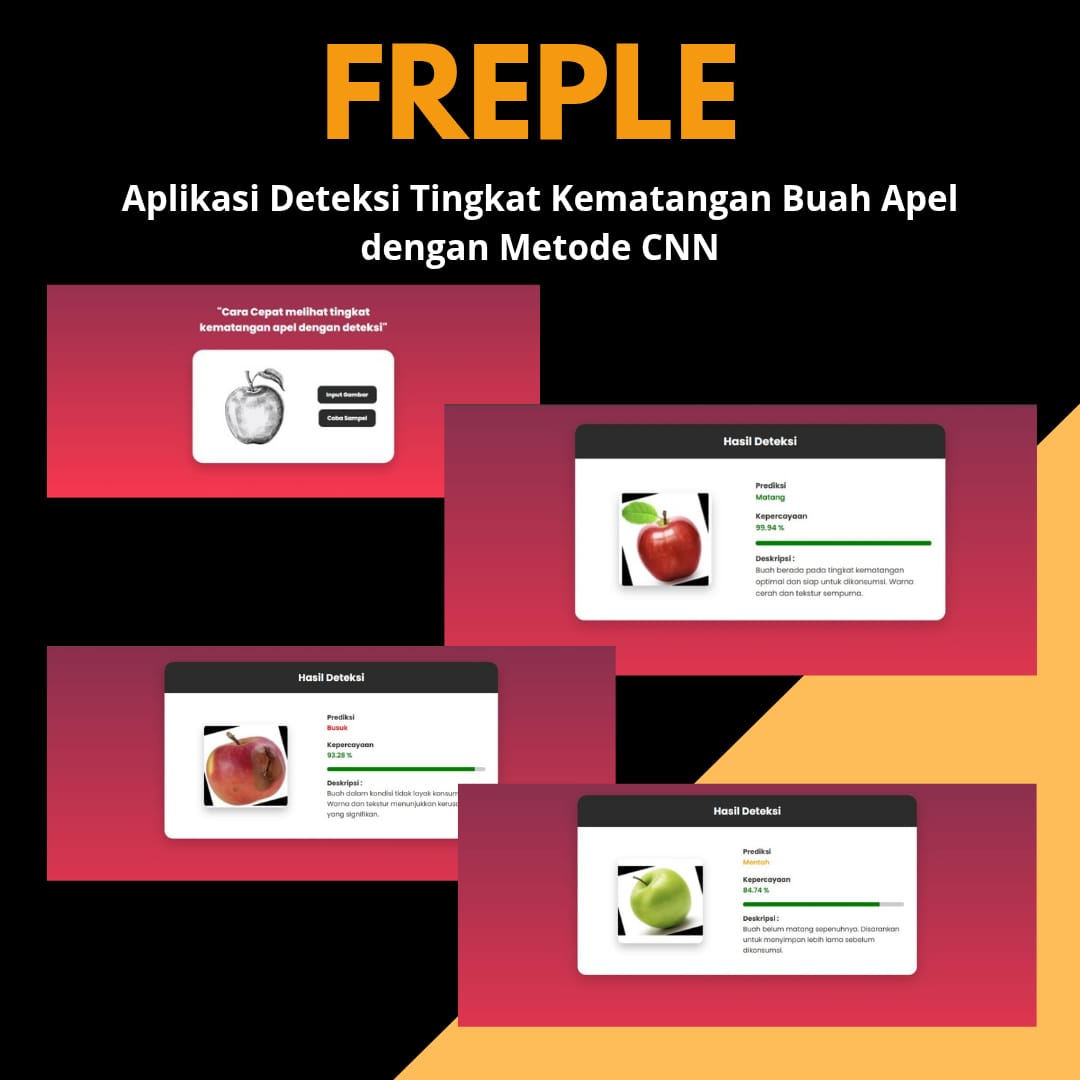 FREPLE
Aplikasi Deteksi Tingkat Kematangan Buah Apel
dengan Metode CNN
"Cara Cepat melihat tingkat
kematangan apel dengan deteksi"
Input Gambar
Coba Sampel
Hasil Deteksi
Prediksi
Matang
Kepercayaan
99.94 %
Deskripsi :
Buah berada pada tingkat kematangan
optimal dan siap untuk dikonsumsi. Warna
cerah dan tekstur sempurna.
Hasil Deteksi
Prediksi
Busuk
Kepercayaan
93.28 %
Deskripsi :
Buah dalam kondisi tidak layak konsum
Warna dan tekstur menunjukkan kerus
yang signifikan.
Hasil Deteksi
Prediksi
Mentah
Kepercayaan
84.74 %
Deskripsi :
Buah belum matang sepenuhnya. Disarankan
untuk menyimpan lebih lama sebelum
dikonsumsi.